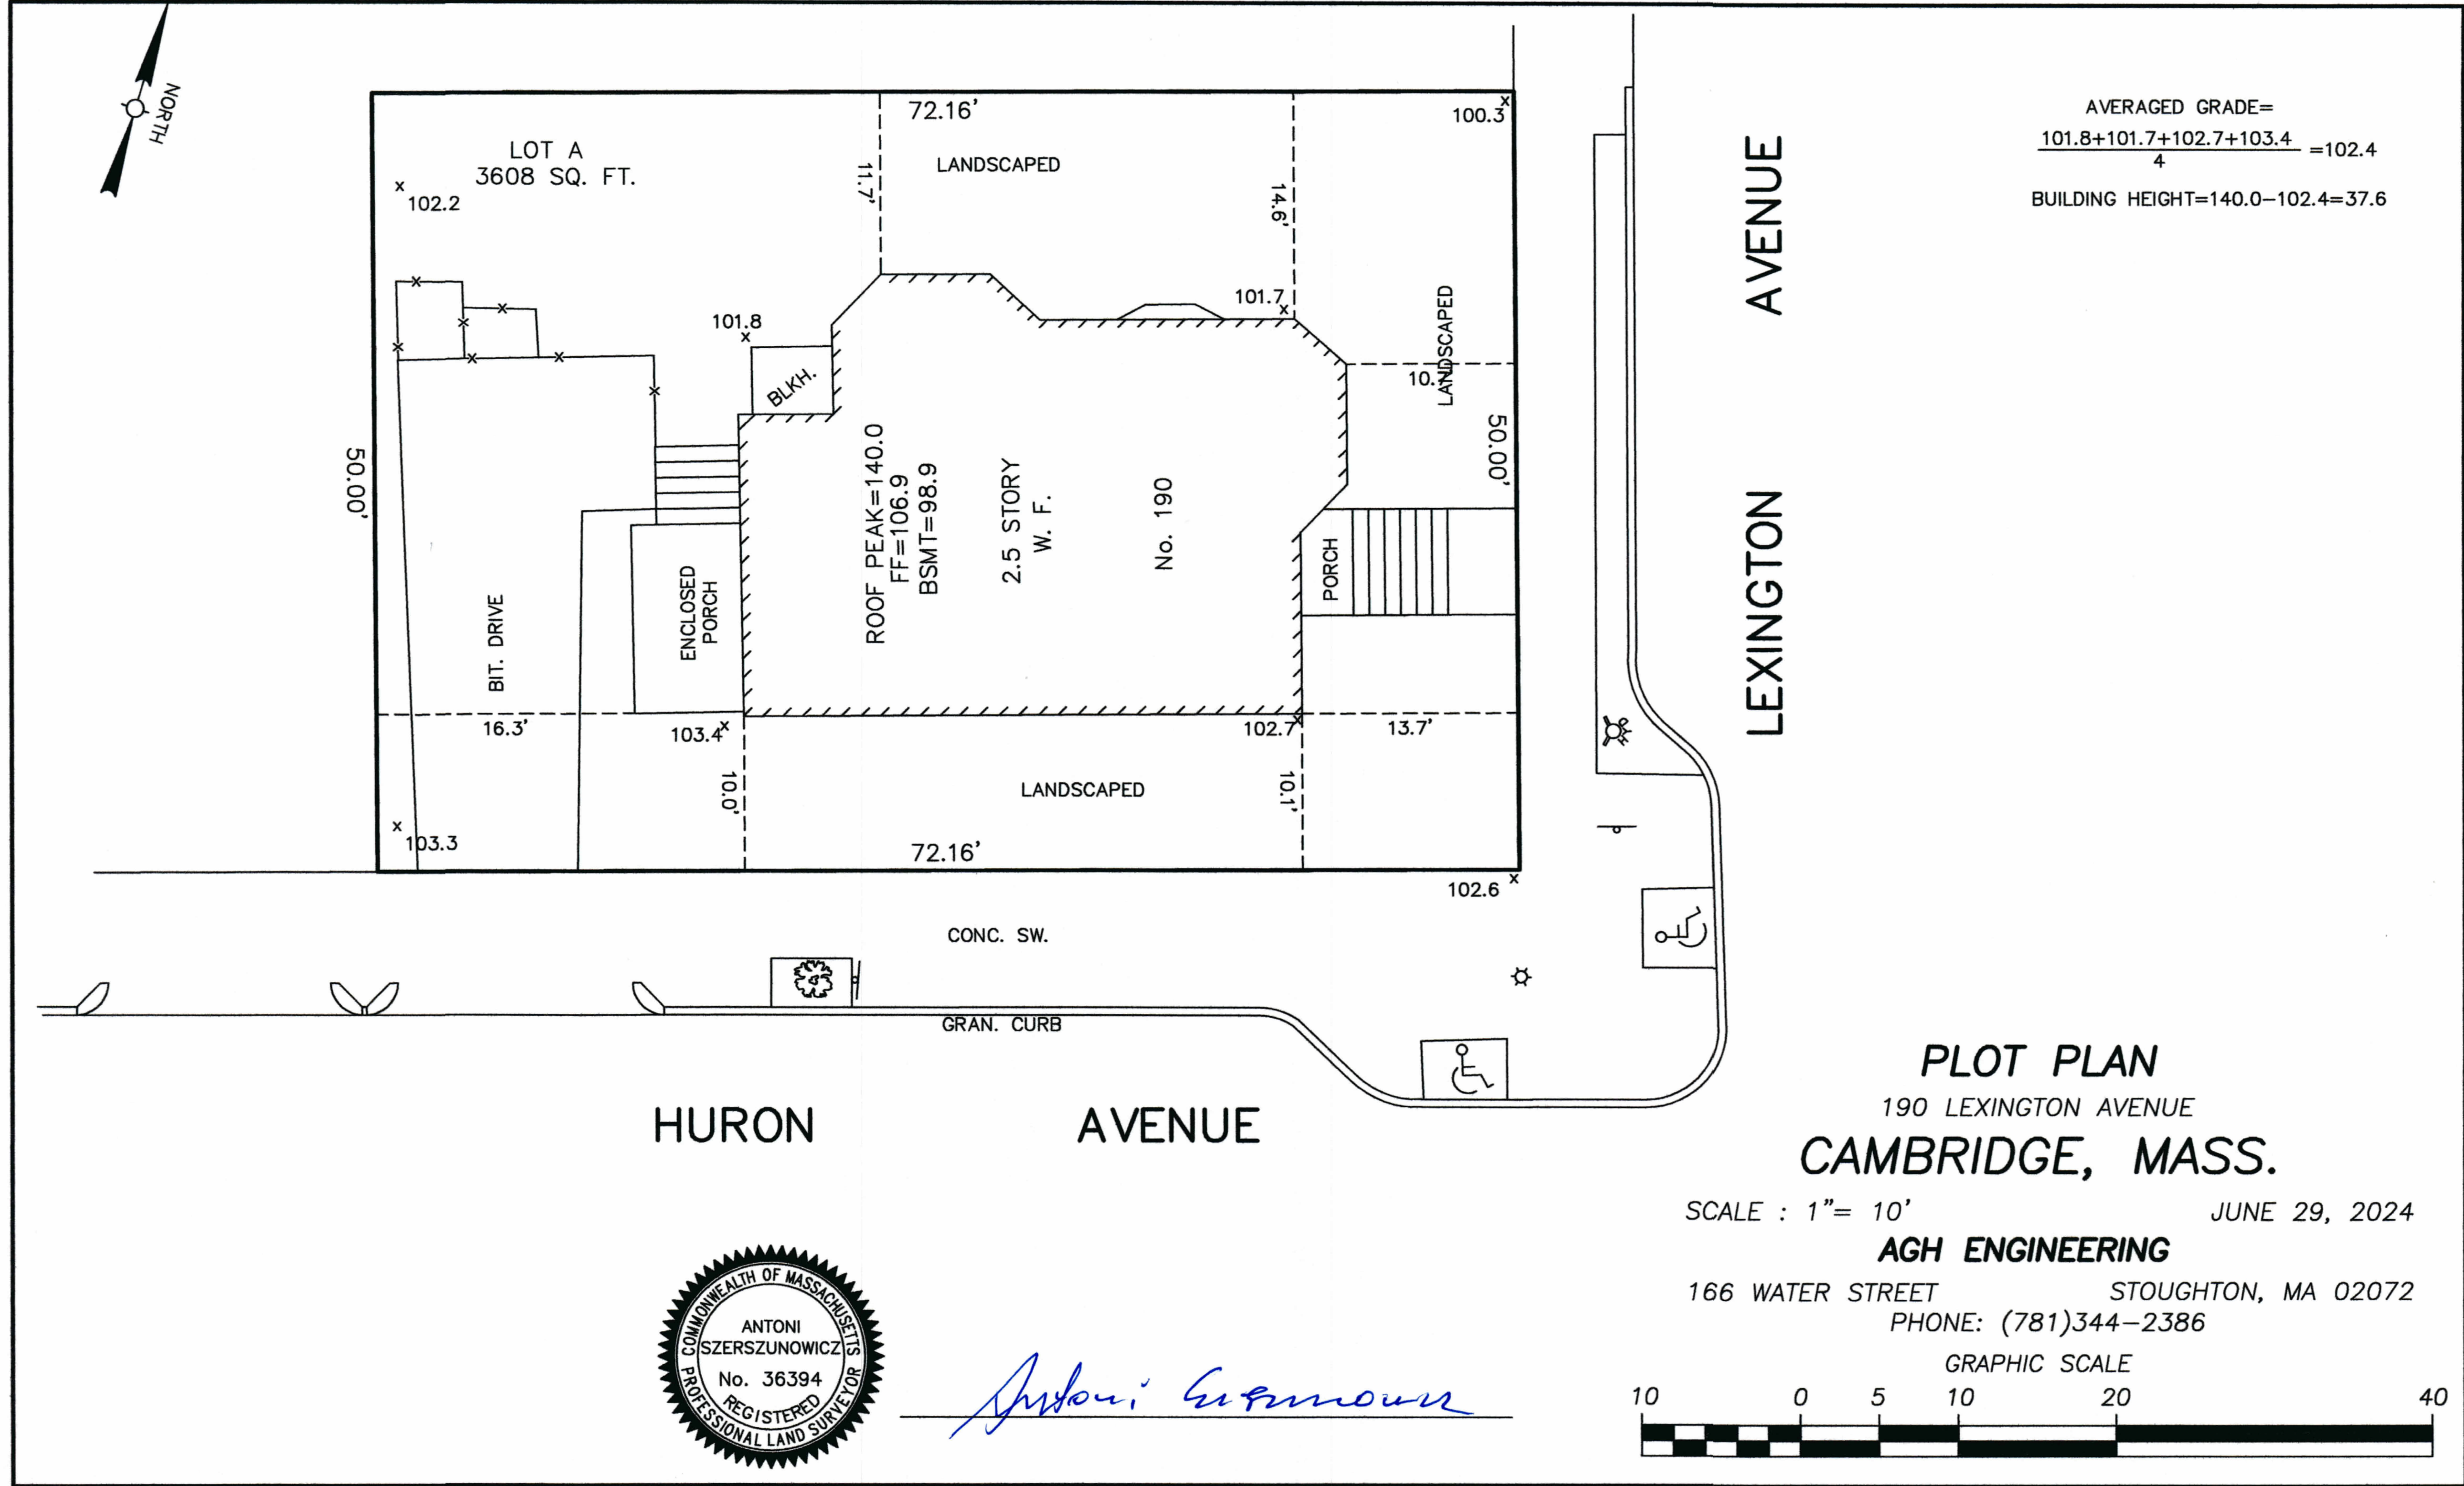 NORTH
72.16'
100.3
LOT A
3608 SQ. FT.
102.2
11.7'
LANDSCAPED
14.6'
LANDSCAPED
101.7
101.8
BLKH.
50.00'
50.00'
ROOF PEAK=140.0
FF=106.9
BSMT=98.9
2.5 STORY
W. F.
No. 190
PORCH
ENCLOSED
PORCH
BIT. DRIVE
16.3'
103.4
102.7
13.7'
10.0'
LANDSCAPED
10.1'
103.3
72.16'
102.6
CONC. SW.
GRAN. CURB
HURON AVENUE
LEXINGTON AVENUE
HYD
AVERAGED GRADE=
101.8+101.7+102.7+103.4
4
=102.4
BUILDING HEIGHT=140.0-102.4=37.6
PLOT PLAN
190 LEXINGTON AVENUE
CAMBRIDGE, MASS.
SCALE : 1"= 10' JUNE 29, 2024
AGH ENGINEERING
166 WATER STREET STOUGHTON, MA 02072
PHONE: (781)344-2386
GRAPHIC SCALE
10 0 5 10 20 40
COMMONWEALTH OF MASSACHUSETTS
ANTONI
SZERSZUNOWICZ
No. 36394
REGISTERED
PROFESSIONAL LAND SURVEYOR